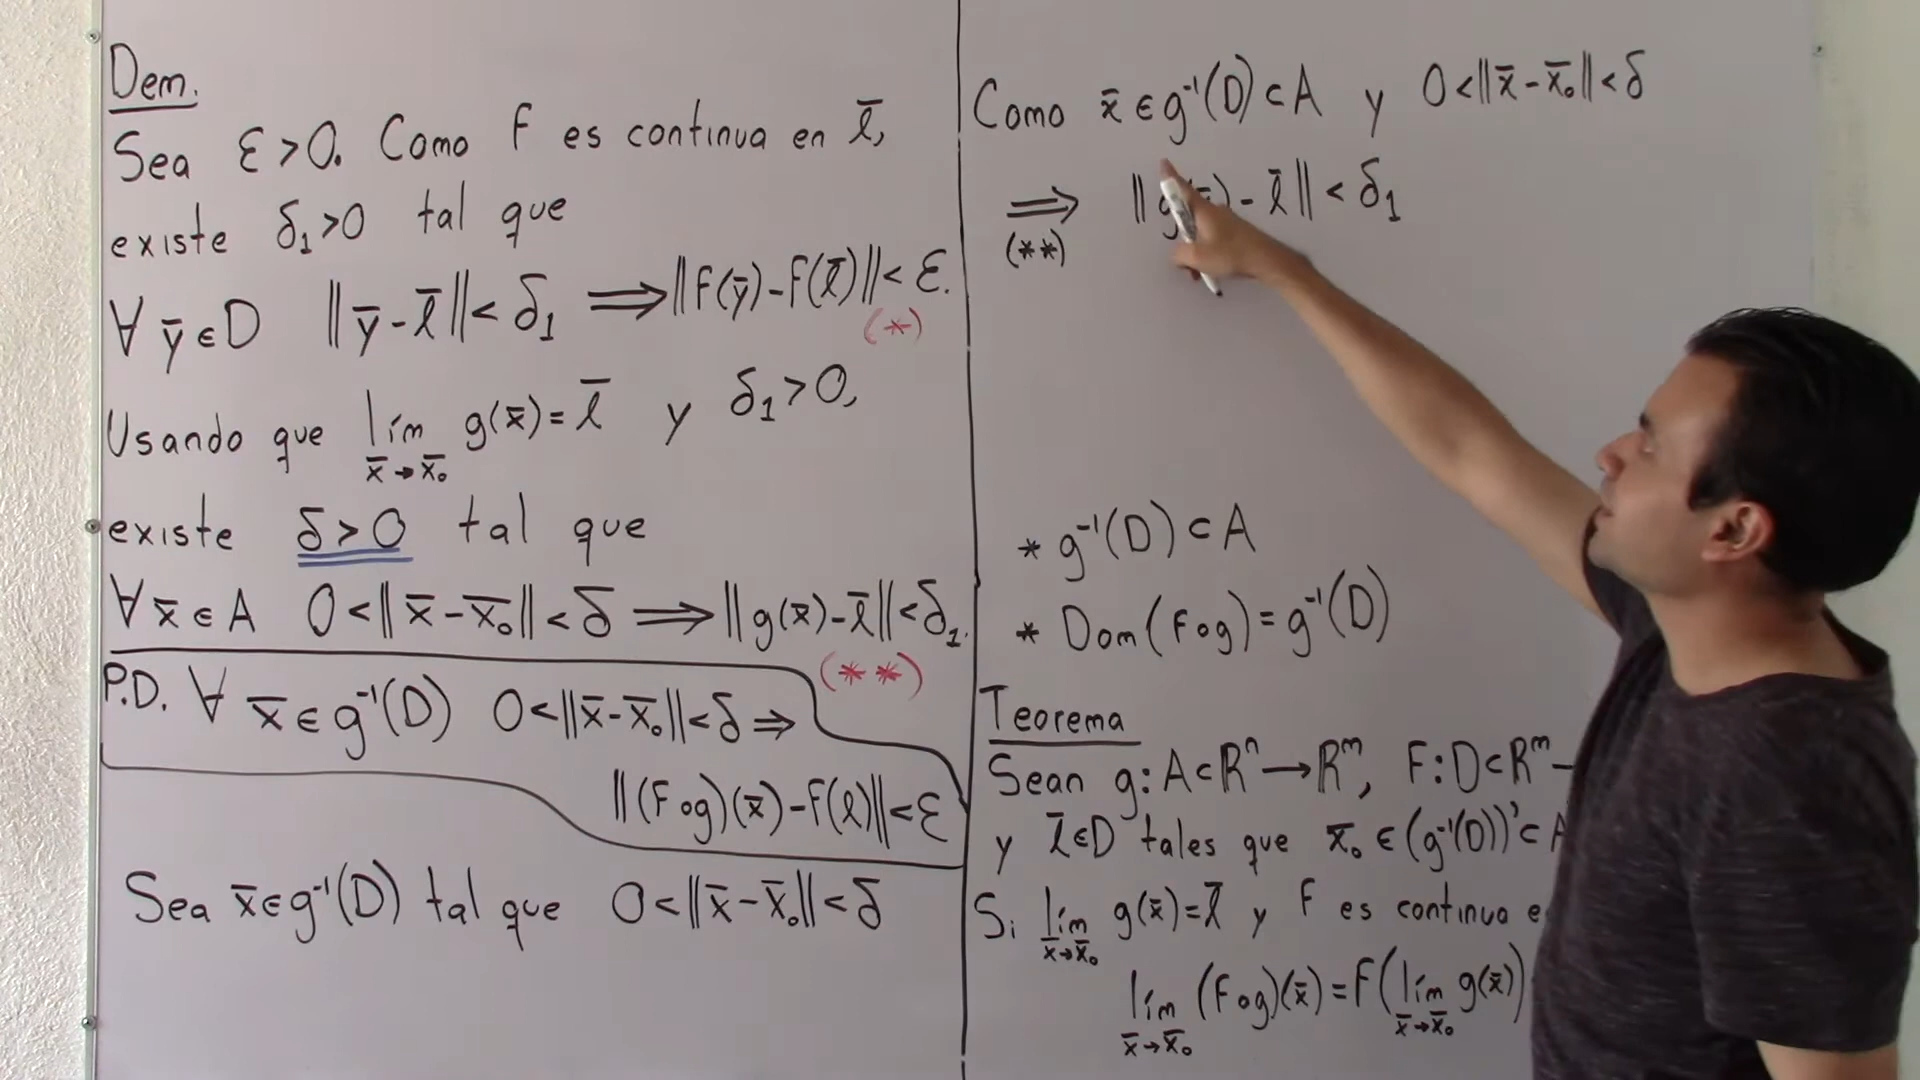 Dem.
Sea ε>0. Como F es continua en l̄,
existe δ₁>0 tal que
∀ ȳ∈D ||ȳ-l̄||<δ₁ ⟹ ||F(ȳ)-F(l̄)||<ε.
(*)
Usando que lím g(x̄)=l̄ y δ₁>0,
x̄→x̄₀
existe δ>0 tal que
∀ x̄∈A 0<||x̄-x̄₀||<δ ⟹ ||g(x̄)-l̄||<δ₁.
(**)
P.D. ∀ x̄∈g⁻¹(D) 0<||x̄-x̄₀||<δ ⇒
||(F∘g)(x̄)-F(l)||<ε
Sea x̄∈g⁻¹(D) tal que 0<||x̄-x̄₀||<δ
Como x̄∈g⁻¹(D)⊂A y 0<||x̄-x̄₀||<δ
⟹ ||g(x̄)-l̄||<δ₁
(**)
* g⁻¹(D)⊂A
* Dom(F∘g)=g⁻¹(D)
Teorema
Sean g:A⊂Rⁿ→Rᵐ, F:D⊂Rᵐ-
y l̄∈D tales que x̄₀∈(g⁻¹(D))'⊂A
Si lím g(x̄)=l̄ y F es continua e
x̄→x̄₀
lím (F∘g)(x̄)=F(lím g(x̄)
x̄→x̄₀ x̄→x̄₀